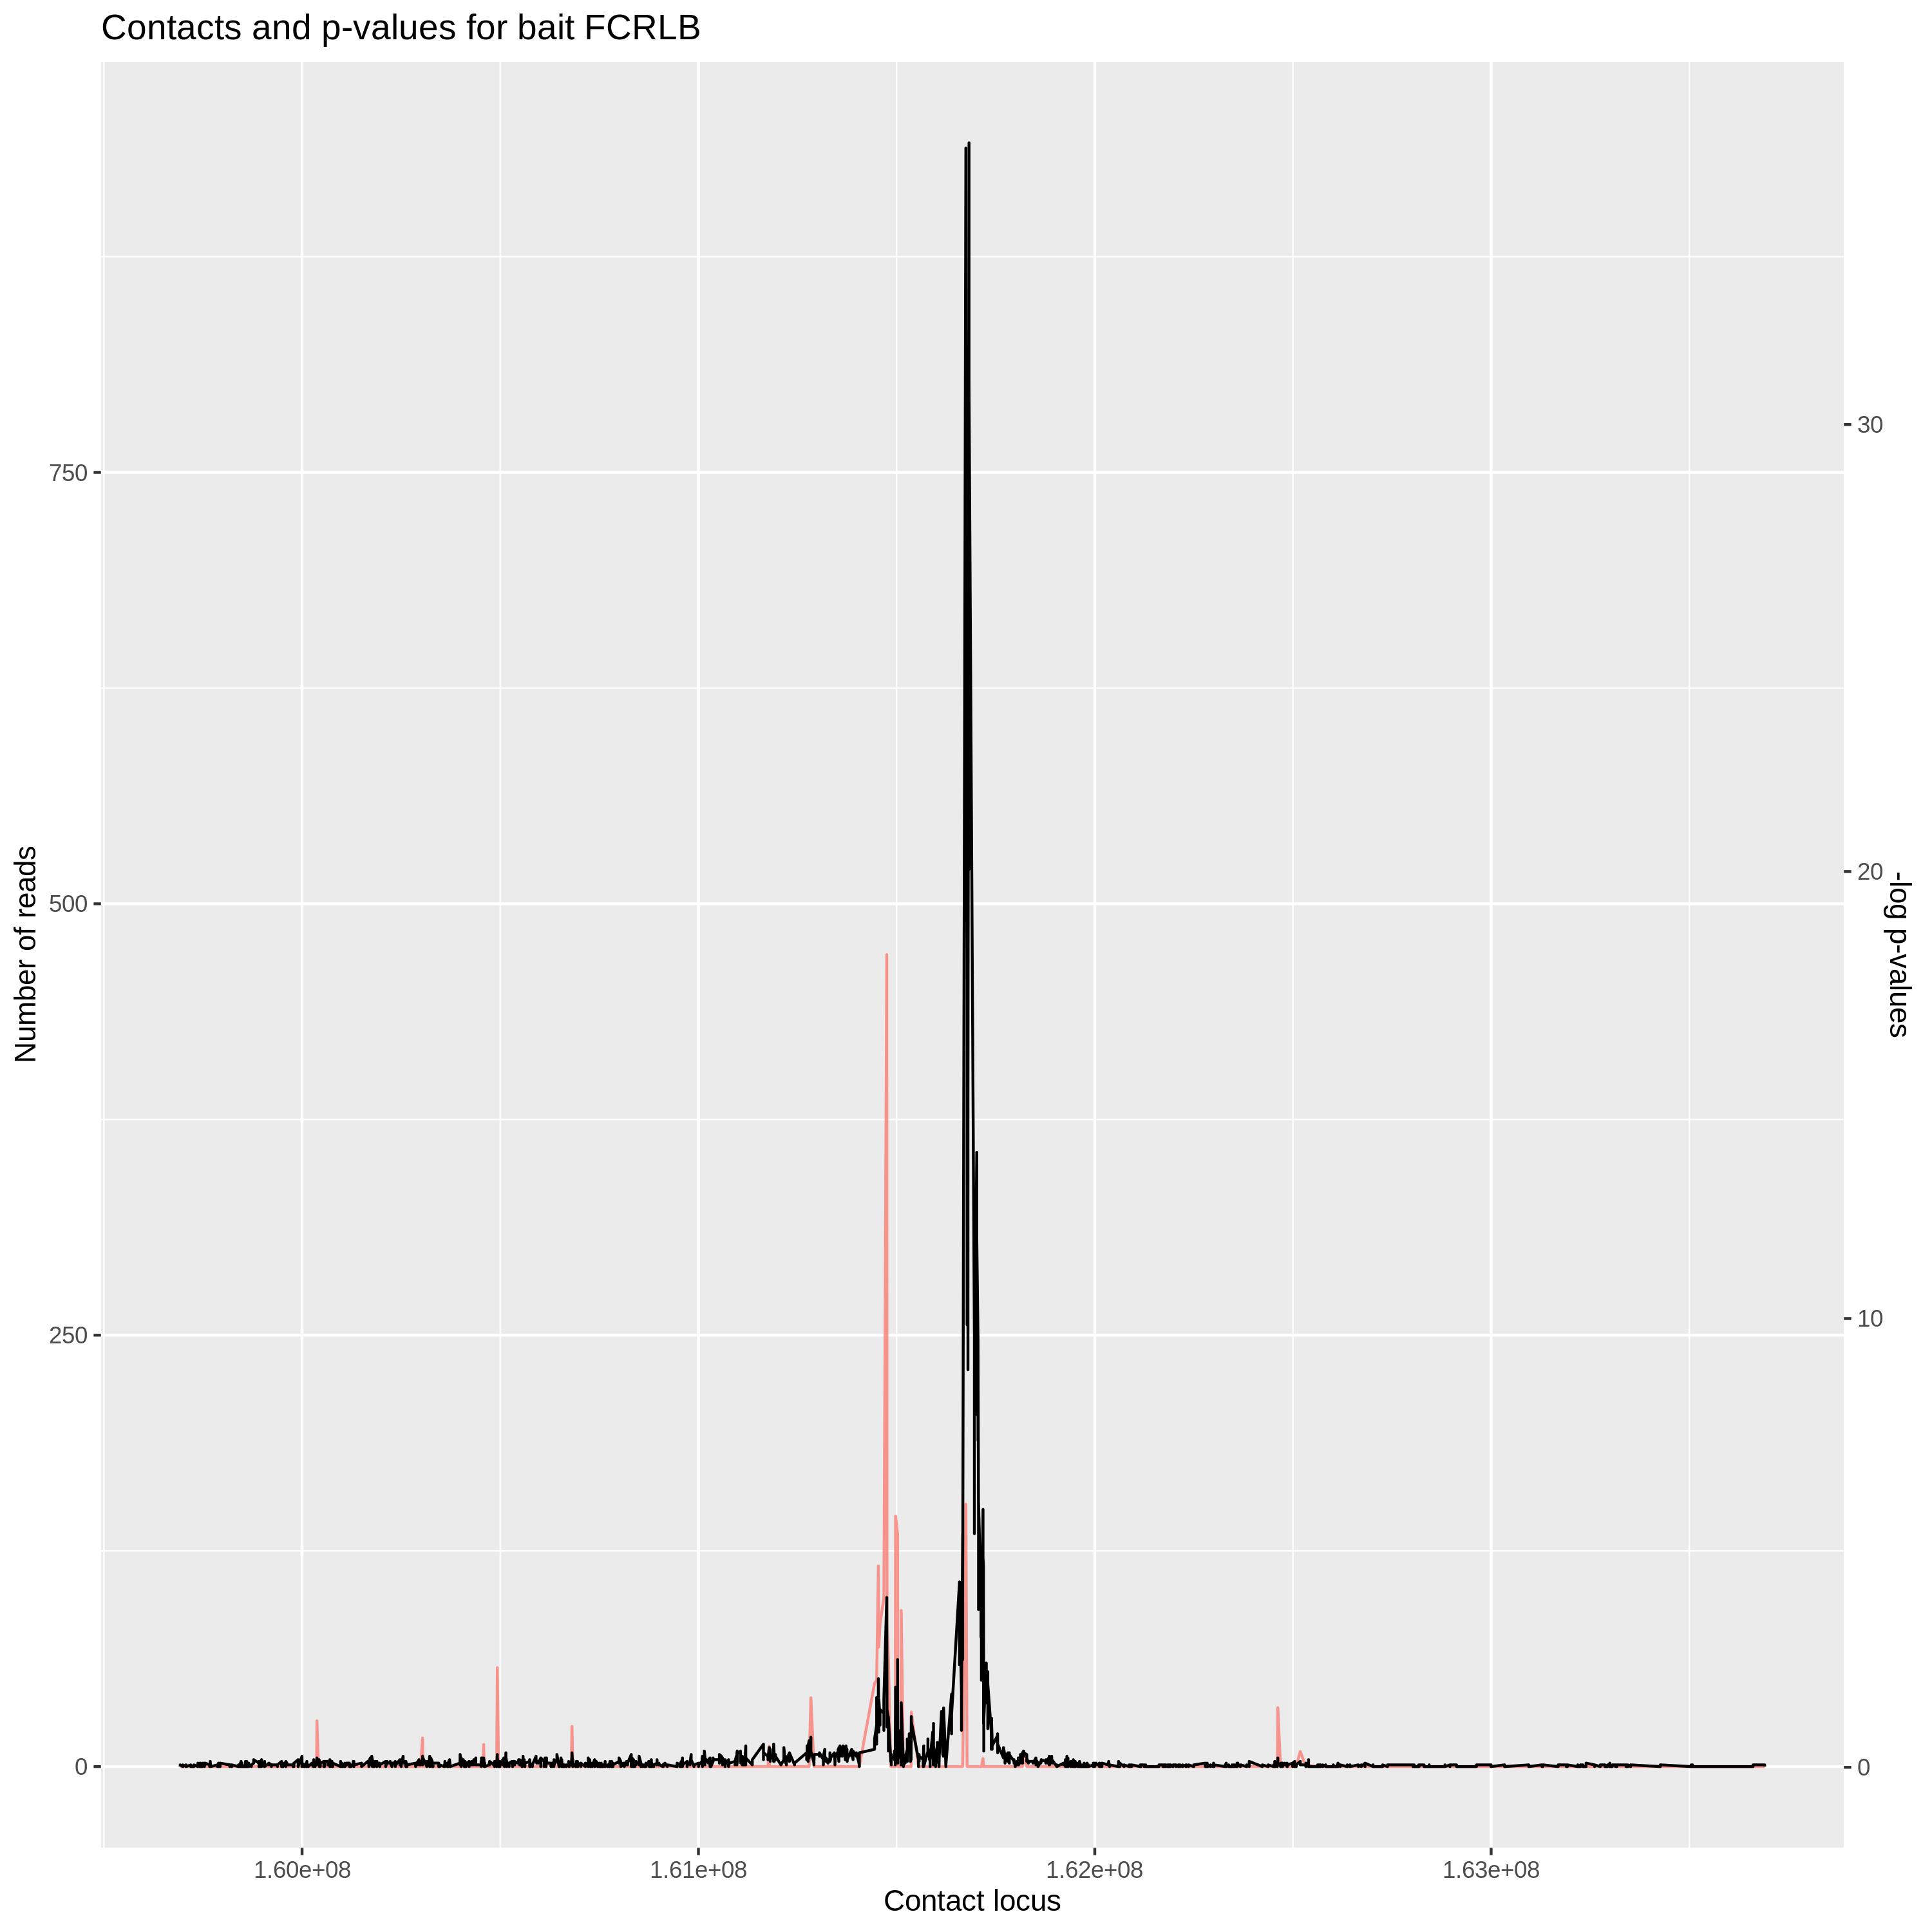 Contacts and p-values for bait FCRLB
Number of reads
750
500
250
0
30
20
10
0
-log p-values
1.60e+08
1.61e+08
1.62e+08
1.63e+08
Contact locus